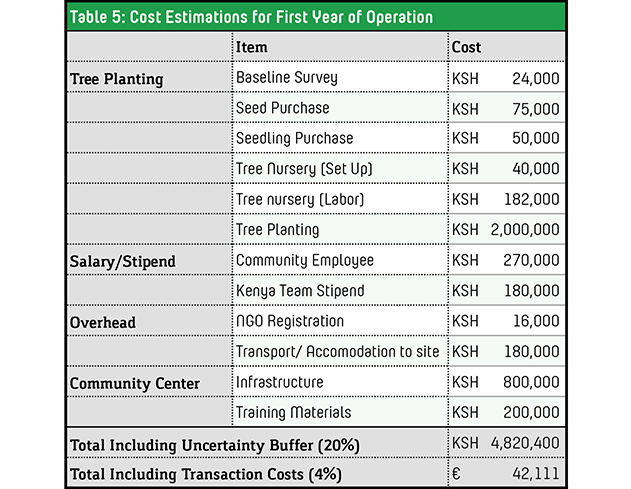 Table 5: Cost Estimations for First Year of Operation
Item Cost
Tree Planting Baseline Survey KSH 24,000
Seed Purchase KSH 75,000
Seedling Purchase KSH 50,000
Tree Nursery (Set Up) KSH 40,000
Tree nursery (Labor) KSH 182,000
Tree Planting KSH 2,000,000
Salary/Stipend Community Employee KSH 270,000
Kenya Team Stipend KSH 180,000
Overhead NGO Registration KSH 16,000
Transport/ Accomodation to site KSH 180,000
Community Center Infrastructure KSH 800,000
Training Materials KSH 200,000
Total Including Uncertainty Buffer (20%) KSH 4,820,400
Total Including Transaction Costs (4%) € 42,111